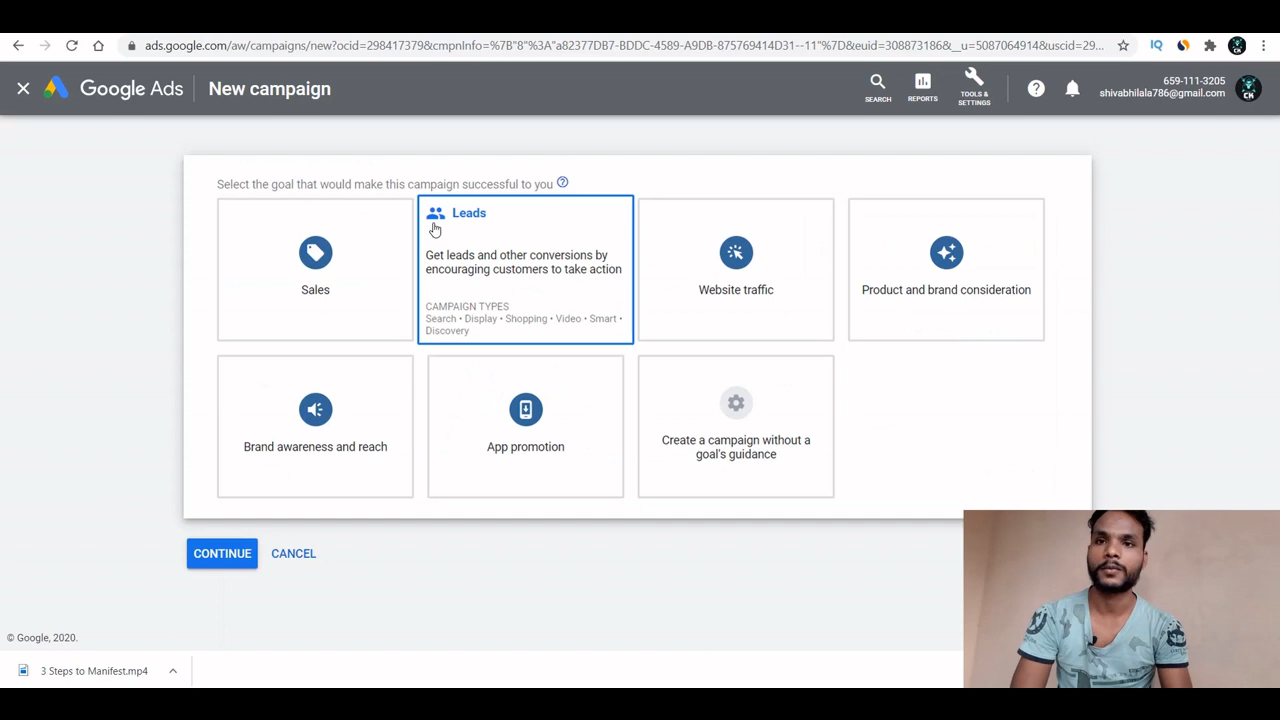 ads.google.com/aw/campaigns/new?ocid=298417379&cmpnInfo=%7B"8"%3A"a82377DB7-BDDC-4589-A9DB-875769414D31--11"%7D&euid=308873186&__u=5087064914&uscid=29...
Google Ads
New campaign
SEARCH
REPORTS
TOOLS &
SETTINGS
659-111-3205
shivabhilala786@gmail.com
CK
Select the goal that would make this campaign successful to you
Sales
Leads
Get leads and other conversions by
encouraging customers to take action
CAMPAIGN TYPES
Search • Display • Shopping • Video • Smart •
Discovery
Website traffic
Product and brand consideration
Brand awareness and reach
App promotion
Create a campaign without a
goal's guidance
CONTINUE
CANCEL
© Google, 2020.
3 Steps to Manifest.mp4